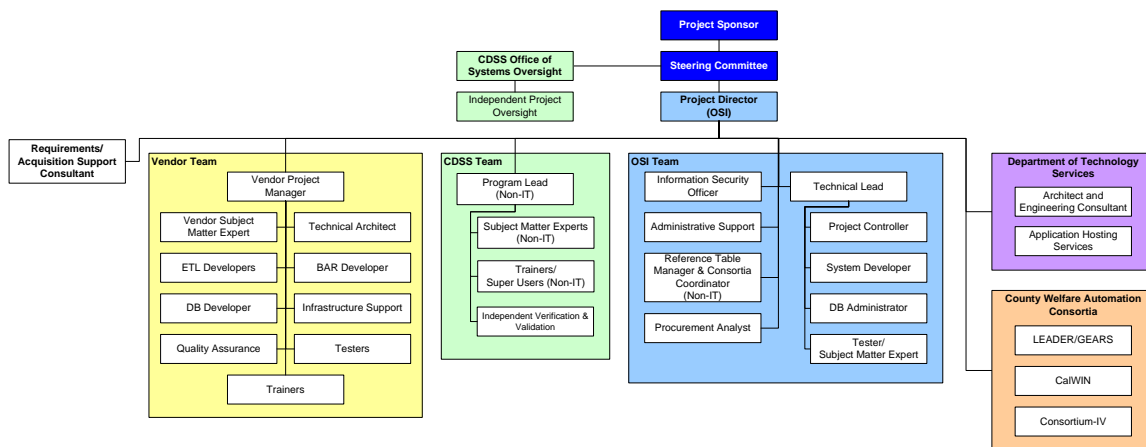 Project Sponsor
CDSS Office of
Systems Oversight
Steering Committee
Independent Project
Oversight
Project Director
(OSI)
Requirements/
Acquisition Support
Consultant
Vendor Team
Vendor Project
Manager
Vendor Subject
Matter Expert
Technical Architect
ETL Developers
BAR Developer
DB Developer
Infrastructure Support
Quality Assurance
Testers
Trainers
CDSS Team
Program Lead
(Non-IT)
Subject Matter Experts
(Non-IT)
Trainers/
Super Users (Non-IT)
Independent Verification &
Validation
OSI Team
Information Security
Officer
Technical Lead
Administrative Support
Project Controller
Reference Table
Manager & Consortia
Coordinator
(Non-IT)
System Developer
DB Administrator
Procurement Analyst
Tester/
Subject Matter Expert
Department of Technology
Services
Architect and
Engineering Consultant
Application Hosting
Services
County Welfare Automation
Consortia
LEADER/GEARS
CalWIN
Consortium-IV